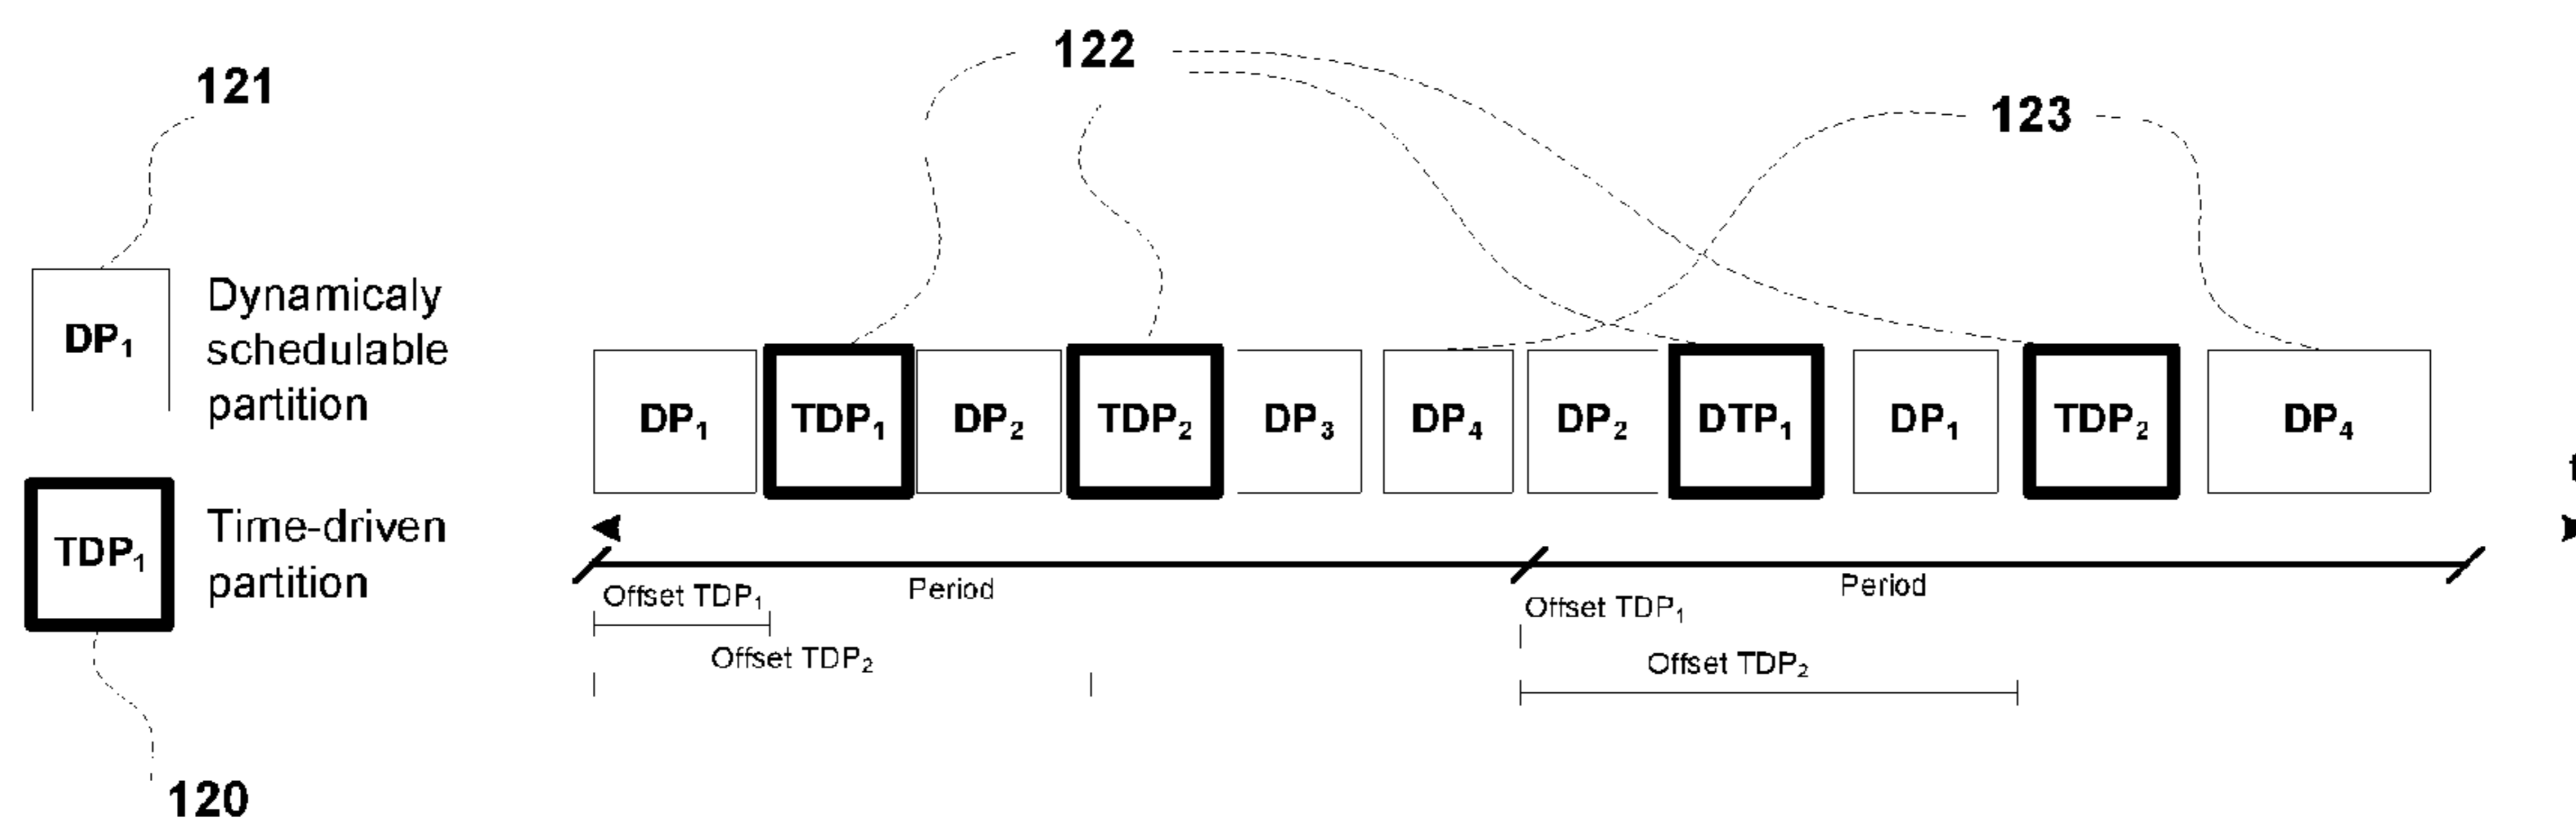 122
121
123
DP₁
Dynamicaly
schedulable
partition
TDP₁
Time-driven
partition
120
DP₁ TDP₁ DP₂ TDP₂ DP₃ DP₄ DP₂ DTP₁ DP₁ TDP₂ DP₄
Offset TDP₁ Period Offset TDP₁ Period
Offset TDP₂ Offset TDP₂